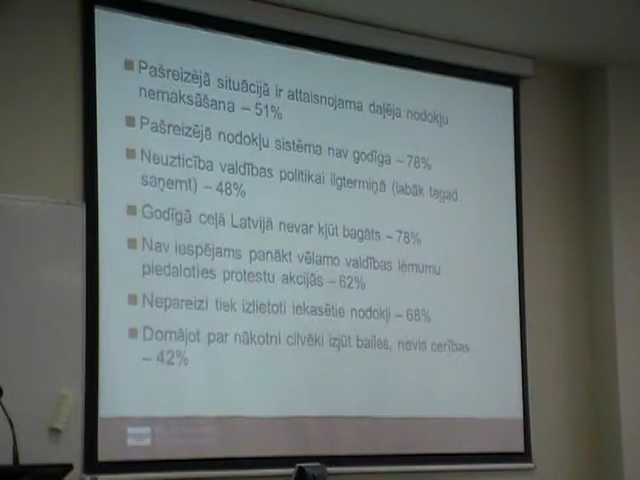 Pašreizējā situācijā ir attaisnojama daļēja nodokļu
nemaksāšana – 51%
Pašreizējā nodokļu sistēma nav godīga – 78%
Neuzticība valdības politikai ilgtermiņā (labāk tagad
saņemt) – 48%
Godīgā ceļā Latvijā nevar kļūt bagāts – 78%
Nav iespējams panākt vēlamo valdības lēmumu
piedaloties protestu akcijās – 62%
Nepareizi tiek izlietoti iekasētie nodokļi – 68%
Domājot par nākotni cilvēki izjūt bailes, nevis cerības
– 42%